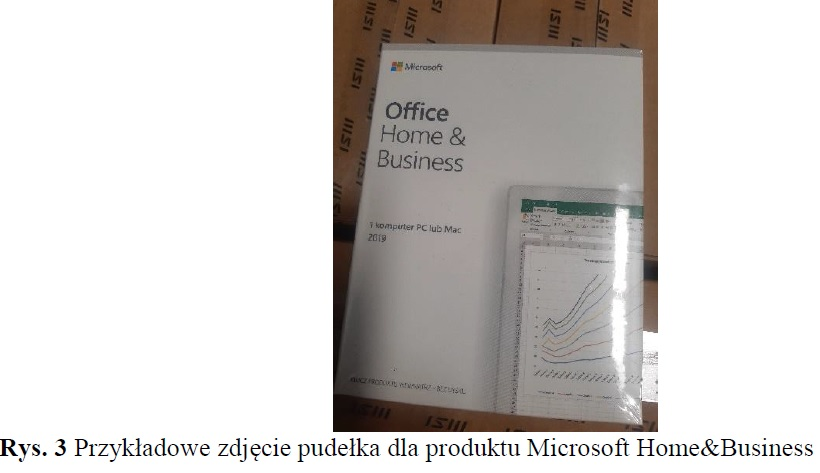 Microsoft
Office
Home &
Business
1 komputer PC lub Mac
2019
Rys. 3 Przykładowe zdjęcie pudełka dla produktu Microsoft Home&Business